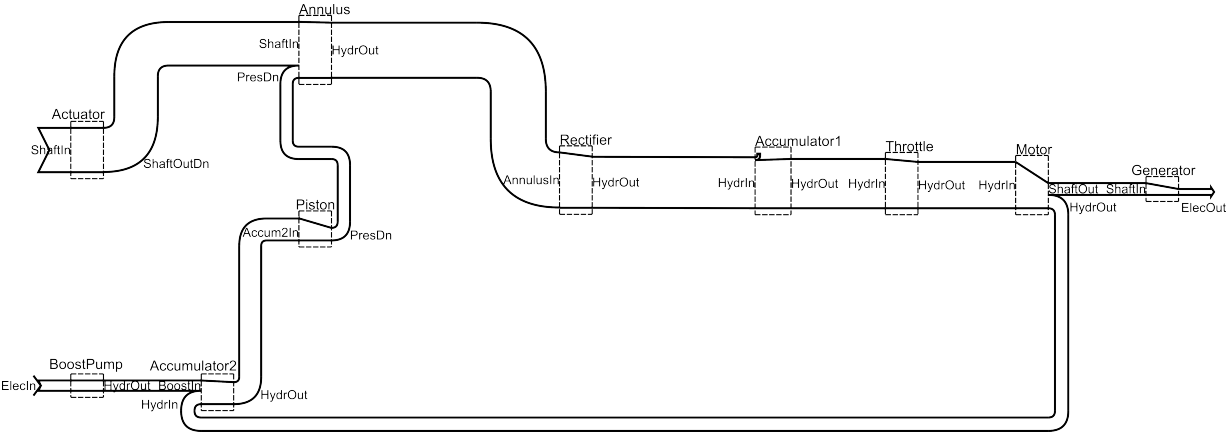 Annulus
ShaftIn
HydrOut
PresDn
Actuator
ShaftIn
ShaftOutDn
Rectifier
AnnulusIn
HydrOut
Accumulator1
HydrIn
HydrOut
Throttle
HydrIn
HydrOut
Motor
HydrIn
ShaftOut
HydrOut
Generator
ShaftIn
ElecOut
Piston
Accum2In
PresDn
BoostPump
ElecIn
HydrOut
Accumulator2
BoostIn
HydrIn
HydrOut